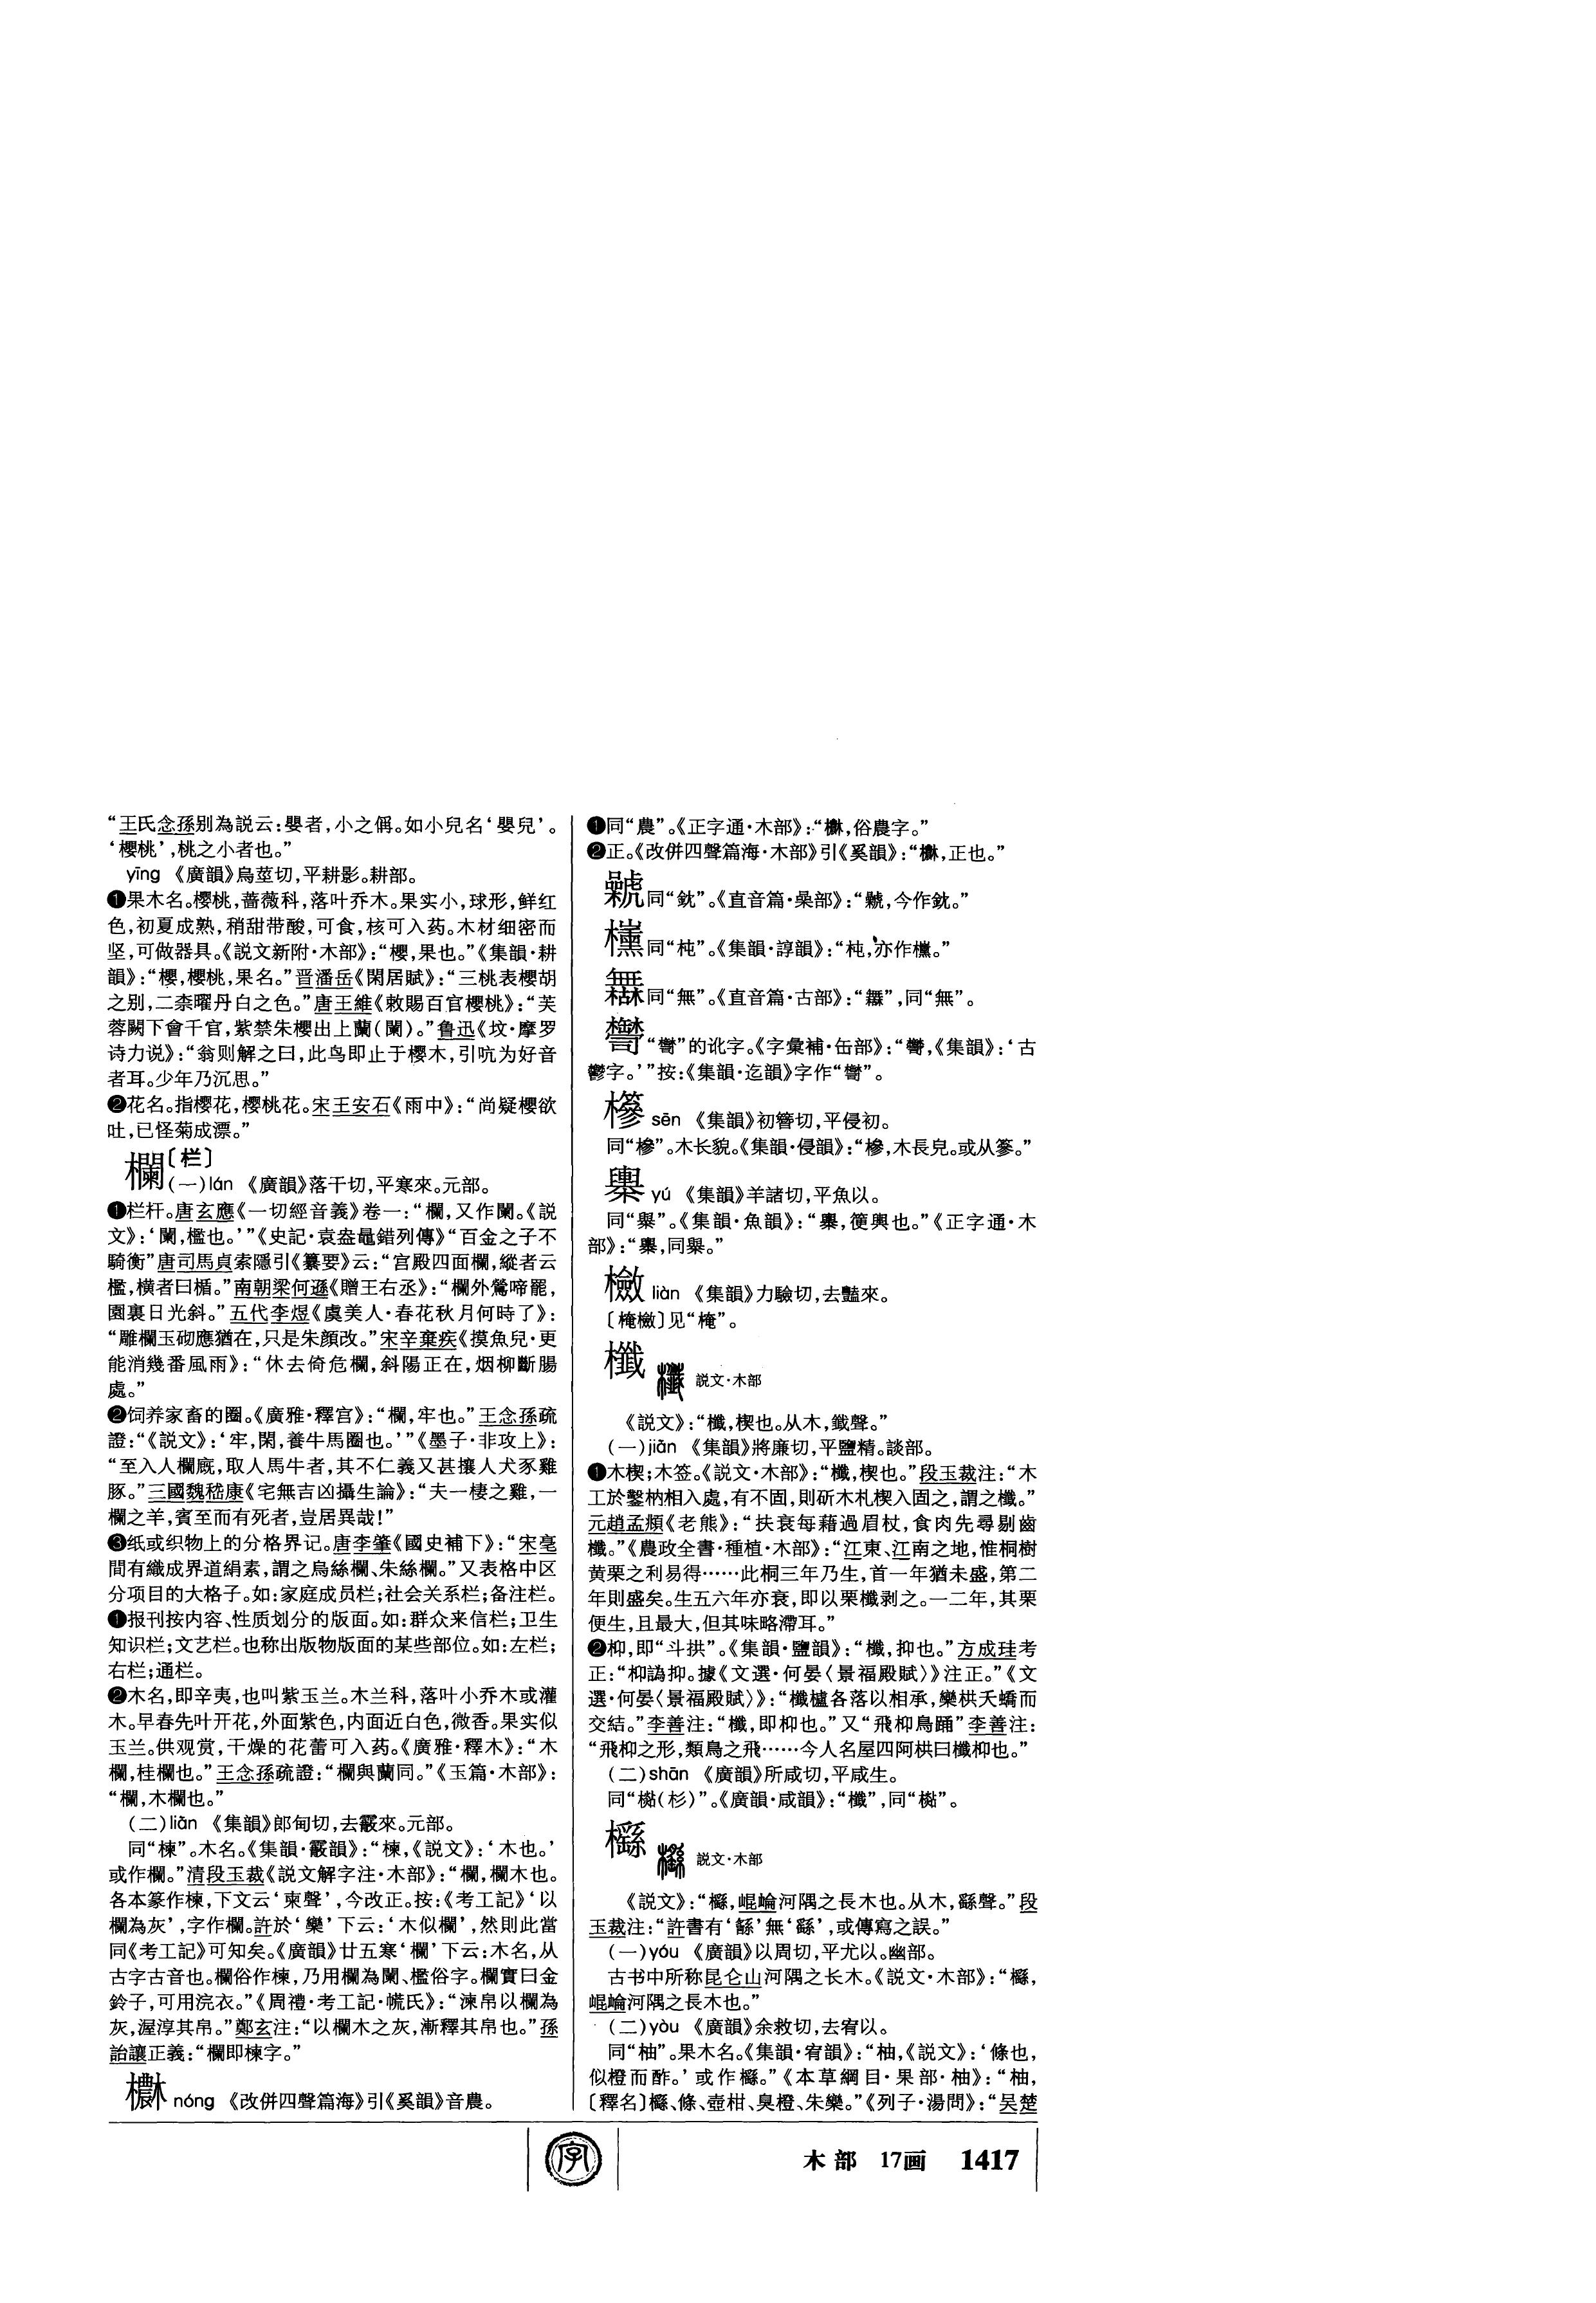 “王氏念孫别為説云:嬰者,小之偁。如小兒名‘嬰兒’。
‘櫻桃’,桃之小者也。”
yīng 《廣韻》烏莖切,平耕影。耕部。
❶果木名。樱桃,蔷薇科,落叶乔木。果实小,球形,鲜红
色,初夏成熟,稍甜带酸,可食,核可入药。木材细密而
坚,可做器具。《説文新附·木部》:“櫻,果也。”《集韻·耕
韻》:“櫻,櫻桃,果名。”晋潘岳《閑居賦》:“三桃表櫻胡
之别,二柰曜丹白之色。”唐王維《敕賜百官櫻桃》:“芙
蓉闕下會千官,紫禁朱櫻出上蘭(闌)。”鲁迅《坟·摩罗
诗力说》:“翁则解之曰,此鸟即止于樱木,引吭为好音
者耳。少年乃沉思。”
❷花名。指樱花,樱桃花。宋王安石《雨中》:“尚疑櫻欲
吐,已怪菊成漂。”
欄〔栏〕
(一)lán 《廣韻》落干切,平寒來。元部。
❶栏杆。唐玄應《一切經音義》卷一:“欄,又作闌。《説
文》:‘闌,檻也。’”《史記·袁盎鼂錯列傳》“百金之子不
騎衡”唐司馬貞索隱引《纂要》云:“宫殿四面欄,縱者云
檻,横者曰楯。”南朝梁何遜《贈王右丞》:“欄外鶯啼罷,
園裏日光斜。”五代李煜《虞美人·春花秋月何時了》:
“雕欄玉砌應猶在,只是朱顔改。”宋辛棄疾《摸魚兒·更
能消幾番風雨》:“休去倚危欄,斜陽正在,烟柳斷腸
處。”
❷饲养家畜的圈。《廣雅·釋宫》:“欄,牢也。”王念孫疏
證:“《説文》:‘牢,閑,養牛馬圈也。’”《墨子·非攻上》:
“至入人欄厩,取人馬牛者,其不仁義又甚攘人犬豕雞
豚。”三國魏嵇康《宅無吉凶攝生論》:“夫一棲之雞,一
欄之羊,賓至而有死者,豈居異哉!”
❸纸或织物上的分格界记。唐李肇《國史補下》:“宋亳
間有織成界道絹素,謂之烏絲欄、朱絲欄。”又表格中区
分项目的大格子。如:家庭成员栏;社会关系栏;备注栏。
❶报刊按内容、性质划分的版面。如:群众来信栏;卫生
知识栏;文艺栏。也称出版物版面的某些部位。如:左栏;
右栏;通栏。
❷木名,即辛夷,也叫紫玉兰。木兰科,落叶小乔木或灌
木。早春先叶开花,外面紫色,内面近白色,微香。果实似
玉兰。供观赏,干燥的花蕾可入药。《廣雅·釋木》:“木
欄,桂欄也。”王念孫疏證:“欄與蘭同。”《玉篇·木部》:
“欄,木欄也。”
(二)liǎn 《集韻》郎甸切,去霰來。元部。
同“楝”。木名。《集韻·霰韻》:“楝,《説文》:‘木也。’
或作欄。”清段玉裁《説文解字注·木部》:“欄,欄木也。
各本篆作楝,下文云‘柬聲’,今改正。按:《考工記》‘以
欄為灰’,字作欄。許於‘欒’下云:‘木似欄’,然則此當
同《考工記》可知矣。《廣韻》廿五寒‘欄’下云:木名,从
古字古音也。欄俗作楝,乃用欄為闌、檻俗字。欄實曰金
鈴子,可用浣衣。”《周禮·考工記·㡛氏》:“湅帛以欄為
灰,渥淳其帛。”鄭玄注:“以欄木之灰,漸釋其帛也。”孫
詒讓正義:“欄即楝字。”
nóng 《改併四聲篇海》引《奚韻》音農。
❶同“農”。《正字通·木部》:“,俗農字。”
❷正。《改併四聲篇海·木部》引《奚韻》:“,正也。”
同“鈂”。《直音篇·部》:“,今作鈂。”
櫄同“杶”。《集韻·諄韻》:“杶,亦作櫄。”
同“無”。《直音篇·古部》:“”,同“無”。
“”的讹字。《字彙補·缶部》:“,《集韻》:‘古
鬱字。’”按:《集韻·迄韻》字作“”。
sēn 《集韻》初簪切,平侵初。
同“槮”。木长貌。《集韻·侵韻》:“槮,木長皃。或从篸。”
yú 《集韻》羊諸切,平魚以。
同“㯮”。《集韻·魚韻》:“,箯輿也。”《正字通·木
部》:“,同㯮。”
liàn 《集韻》力驗切,去豔來。
〔㭺〕见“㭺”。
櫼 説文·木部
《説文》:“櫼,楔也。从木,韱聲。”
(一)jiān 《集韻》將廉切,平鹽精。談部。
❶木楔;木签。《説文·木部》:“櫼,楔也。”段玉裁注:“木
工於鑿枘相入處,有不固,則斫木札楔入固之,謂之櫼。”
元趙孟頫《老熊》:“扶衰每藉過眉杖,食肉先尋剔齒
櫼。”《農政全書·種植·木部》:“江東、江南之地,惟桐樹
黄栗之利易得……此桐三年乃生,首一年猶未盛,第二
年則盛矣。生五六年亦衰,即以栗櫼剥之。一二年,其栗
便生,且最大,但其味略滯耳。”
❷枊,即“斗拱”。《集韻·鹽韻》:“櫼,抑也。”方成珪考
正:“枊譌抑。據《文選·何晏〈景福殿賦〉》注正。”《文
選·何晏〈景福殿賦〉》:“櫼櫨各落以相承,欒栱夭蟜而
交結。”李善注:“櫼,即枊也。”又“飛枊鳥踊”李善注:
“飛枊之形,類鳥之飛……今人名屋四阿栱曰櫼枊也。”
(二)shān 《廣韻》所咸切,平咸生。
同“檆(杉)”。《廣韻·咸韻》:“櫼”,同“檆”。
櫾 説文·木部
《説文》:“櫾,崐崘河隅之長木也。从木,繇聲。”段
玉裁注:“許書有‘䌛’無‘繇’,或傳寫之誤。”
(一)yóu 《廣韻》以周切,平尤以。幽部。
古书中所称昆仑山河隅之长木。《説文·木部》:“櫾,
崐崘河隅之長木也。”
(二)yòu 《廣韻》余救切,去宥以。
同“柚”。果木名。《集韻·宥韻》:“柚,《説文》:‘條也,
似橙而酢。’或作櫾。”《本草綱目·果部·柚》:“柚,
〔釋名〕櫾、條、壺柑、臭橙、朱欒。”《列子·湯問》:“吴楚
字
木部 17画 1417